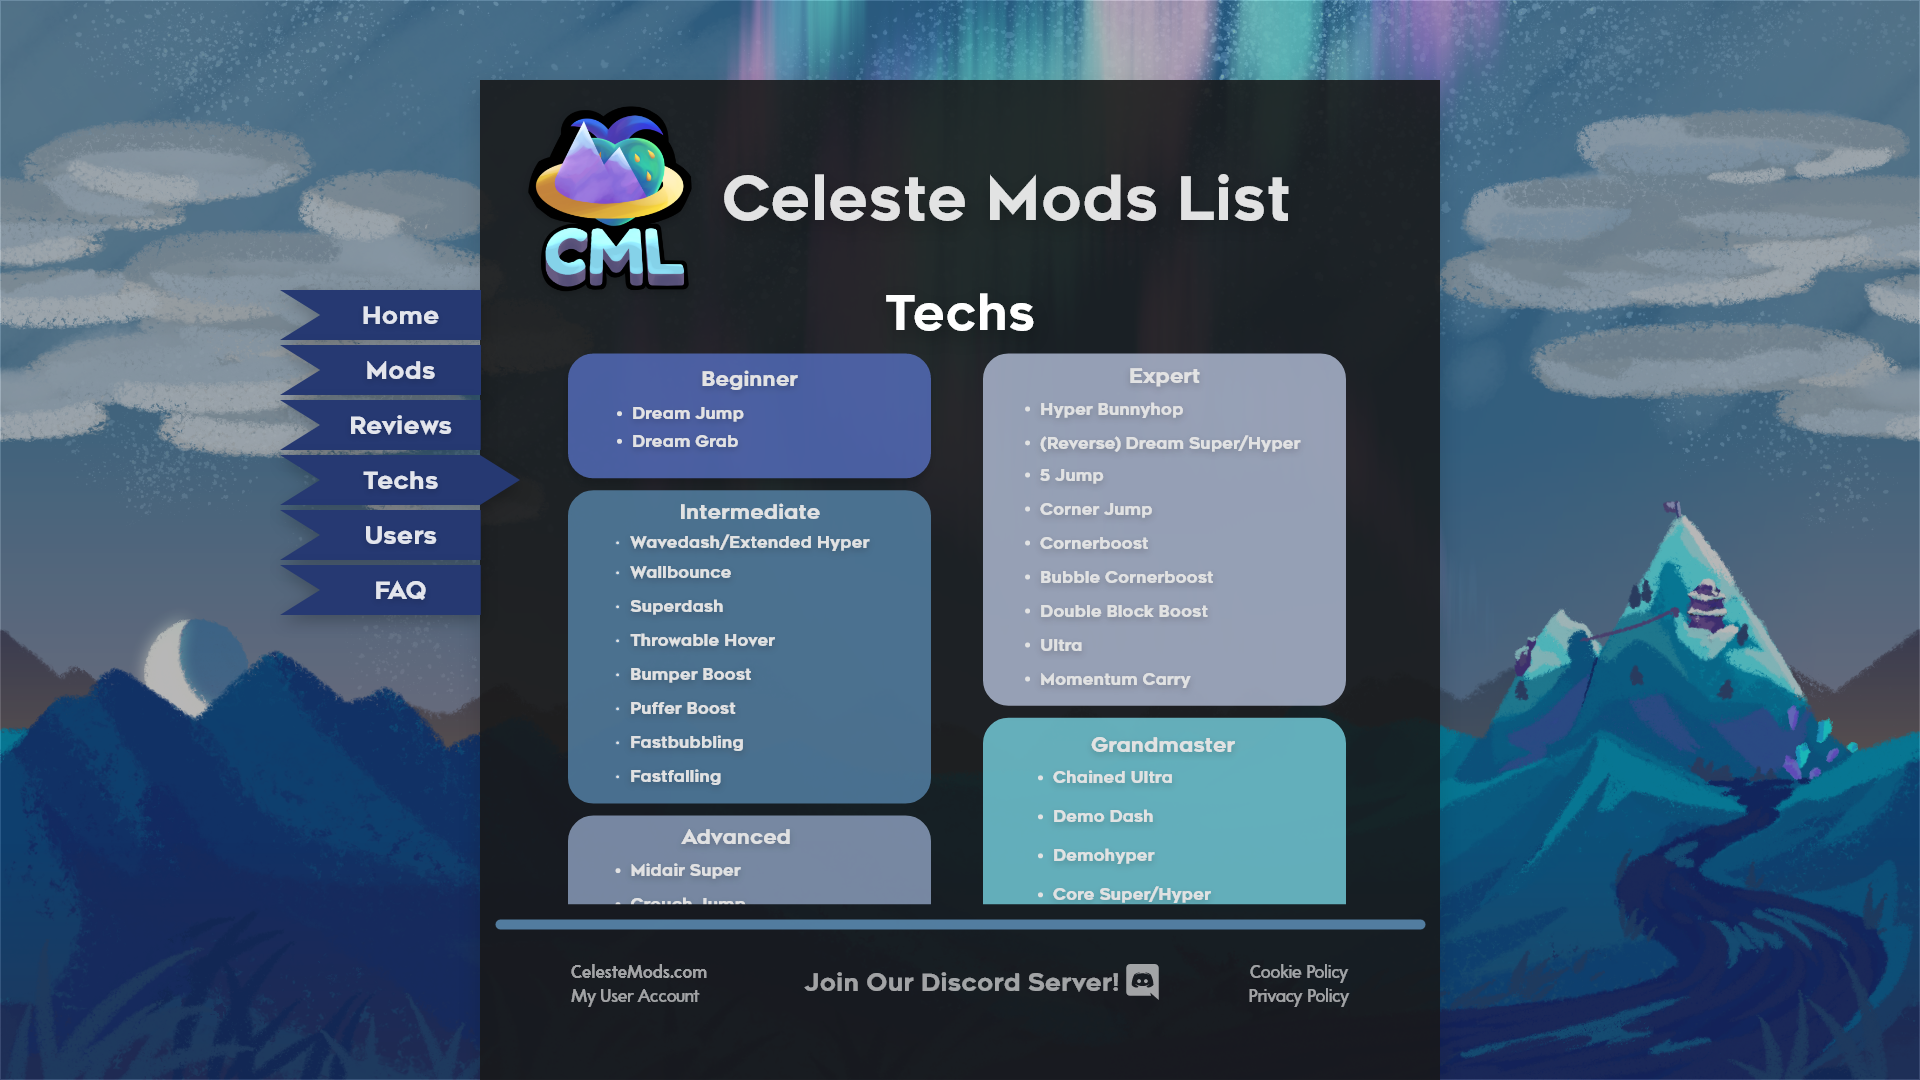 CML
Celeste Mods List
Home
Mods
Reviews
Techs
Users
FAQ
Techs
Beginner
• Dream Jump
• Dream Grab
Intermediate
• Wavedash/Extended Hyper
• Wallbounce
• Superdash
• Throwable Hover
• Bumper Boost
• Puffer Boost
• Fastbubbling
• Fastfalling
Advanced
• Midair Super
• Crouch Jump
Expert
• Hyper Bunnyhop
• (Reverse) Dream Super/Hyper
• 5 Jump
• Corner Jump
• Cornerboost
• Bubble Cornerboost
• Double Block Boost
• Ultra
• Momentum Carry
Grandmaster
• Chained Ultra
• Demo Dash
• Demohyper
• Core Super/Hyper
CelesteMods.com
My User Account
Join Our Discord Server!
Cookie Policy
Privacy Policy